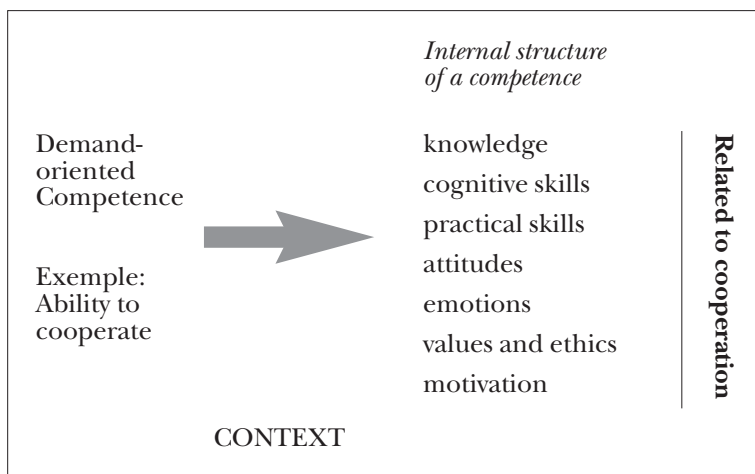 Internal structure
of a competence
Demand-
oriented
Competence
Exemple:
Ability to
cooperate
knowledge
cognitive skills
practical skills
attitudes
emotions
values and ethics
motivation
Related to cooperation
CONTEXT